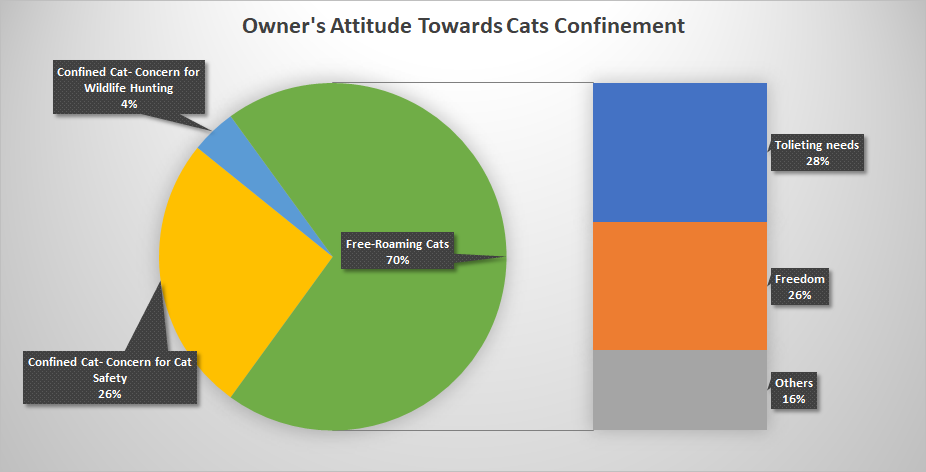 Owner's Attitude Towards Cats Confinement
Confined Cat- Concern for
Wildlife Hunting
4%
Free-Roaming Cats
70%
Confined Cat- Concern for Cat
Safety
26%
Tolieting needs
28%
Freedom
26%
Others
16%